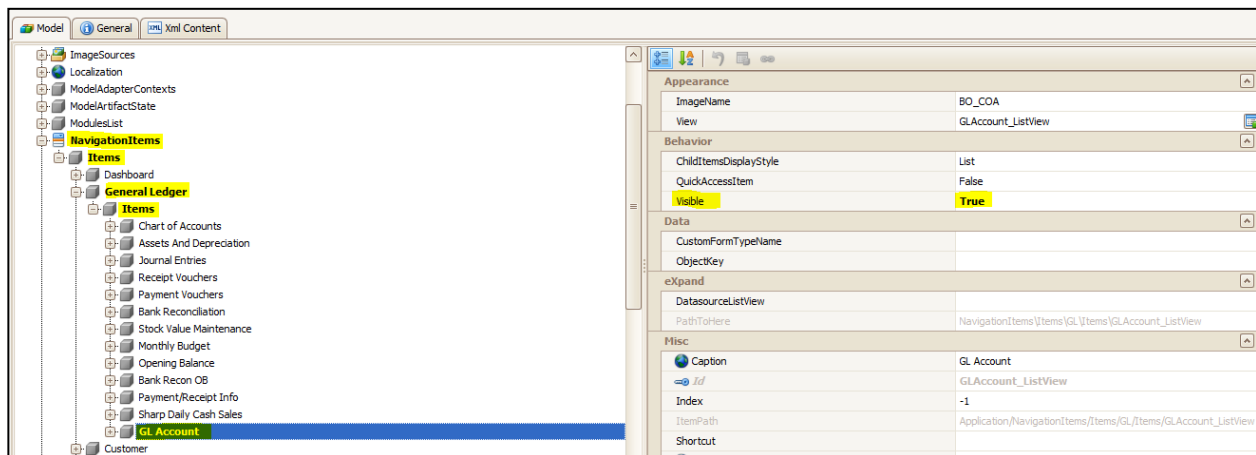 Model
General
Xml Content
ImageSources
Localization
ModelAdapterContexts
ModelArtifactState
ModulesList
NavigationItems
Items
Dashboard
General Ledger
Items
Chart of Accounts
Assets And Depreciation
Journal Entries
Receipt Vouchers
Payment Vouchers
Bank Reconciliation
Stock Value Maintenance
Monthly Budget
Opening Balance
Bank Recon OB
Payment/Receipt Info
Sharp Daily Cash Sales
GL Account
Customer
Appearance
ImageName BO_COA
View GLAccount_ListView
Behavior
ChildItemsDisplayStyle List
QuickAccessItem False
Visible True
Data
CustomFormTypeName
ObjectKey
eXpand
DatasourceListView
PathToHere NavigationItems\Items\GL\Items\GLAccount_ListView
Misc
Caption GL Account
Id GLAccount_ListView
Index -1
ItemPath Application/NavigationItems/Items/GL/Items/GLAccount_ListView
Shortcut